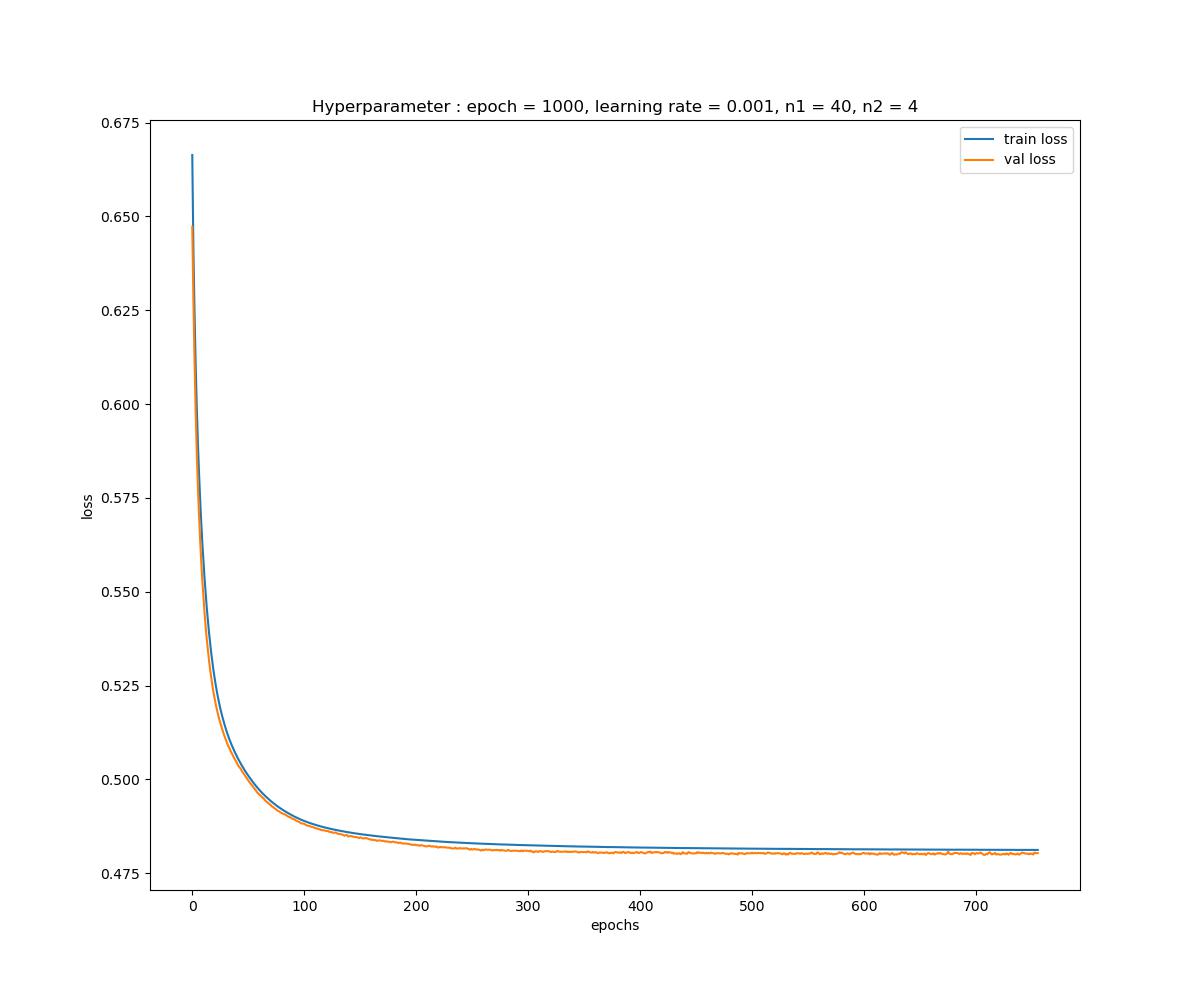 Hyperparameter : epoch = 1000, learning rate = 0.001, n1 = 40, n2 = 4
train loss
val loss
0.675
0.650
0.625
0.600
0.575
0.550
0.525
0.500
0.475
loss
0 100 200 300 400 500 600 700
epochs